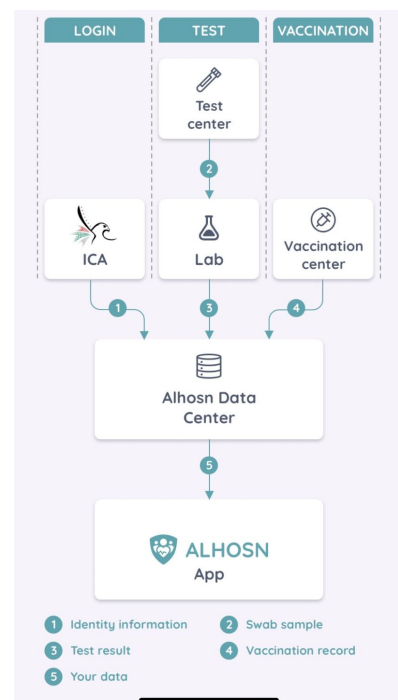 LOGIN
TEST
VACCINATION
Test
center
2
ICA
Lab
Vaccination
center
1
3
4
Alhosn Data
Center
5
ALHOSN
App
1 Identity information
2 Swab sample
3 Test result
4 Vaccination record
5 Your data